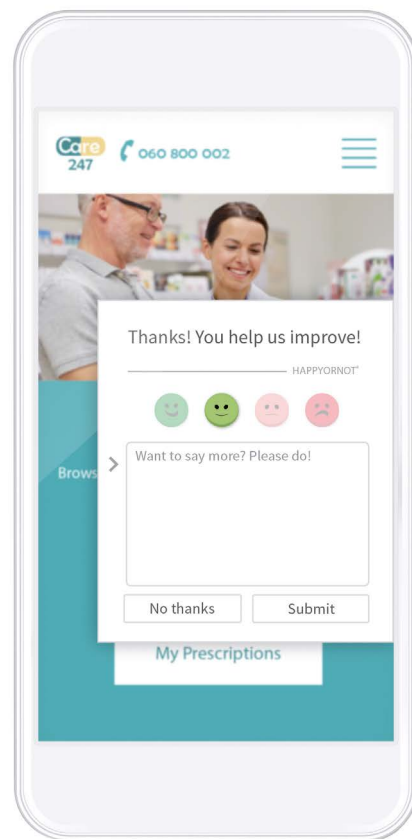 Care
247
060 800 002
Thanks! You help us improve!
HAPPYORNOT®
Brows
Want to say more? Please do!
No thanks
Submit
My Prescriptions